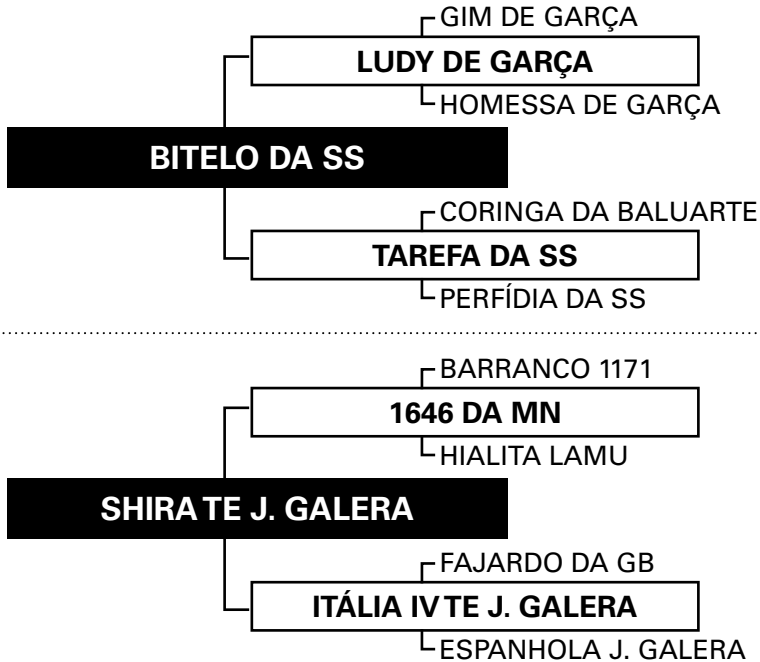 GIM DE GARÇA
LUDY DE GARÇA
HOMESSA DE GARÇA
BITELO DA SS
CORINGA DA BALUARTE
TAREFA DA SS
PERFÍDIA DA SS
BARRANCO 1171
1646 DA MN
HIALITA LAMU
SHIRA TE J. GALERA
FAJARDO DA GB
ITÁLIA IV TE J. GALERA
ESPANHOLA J. GALERA